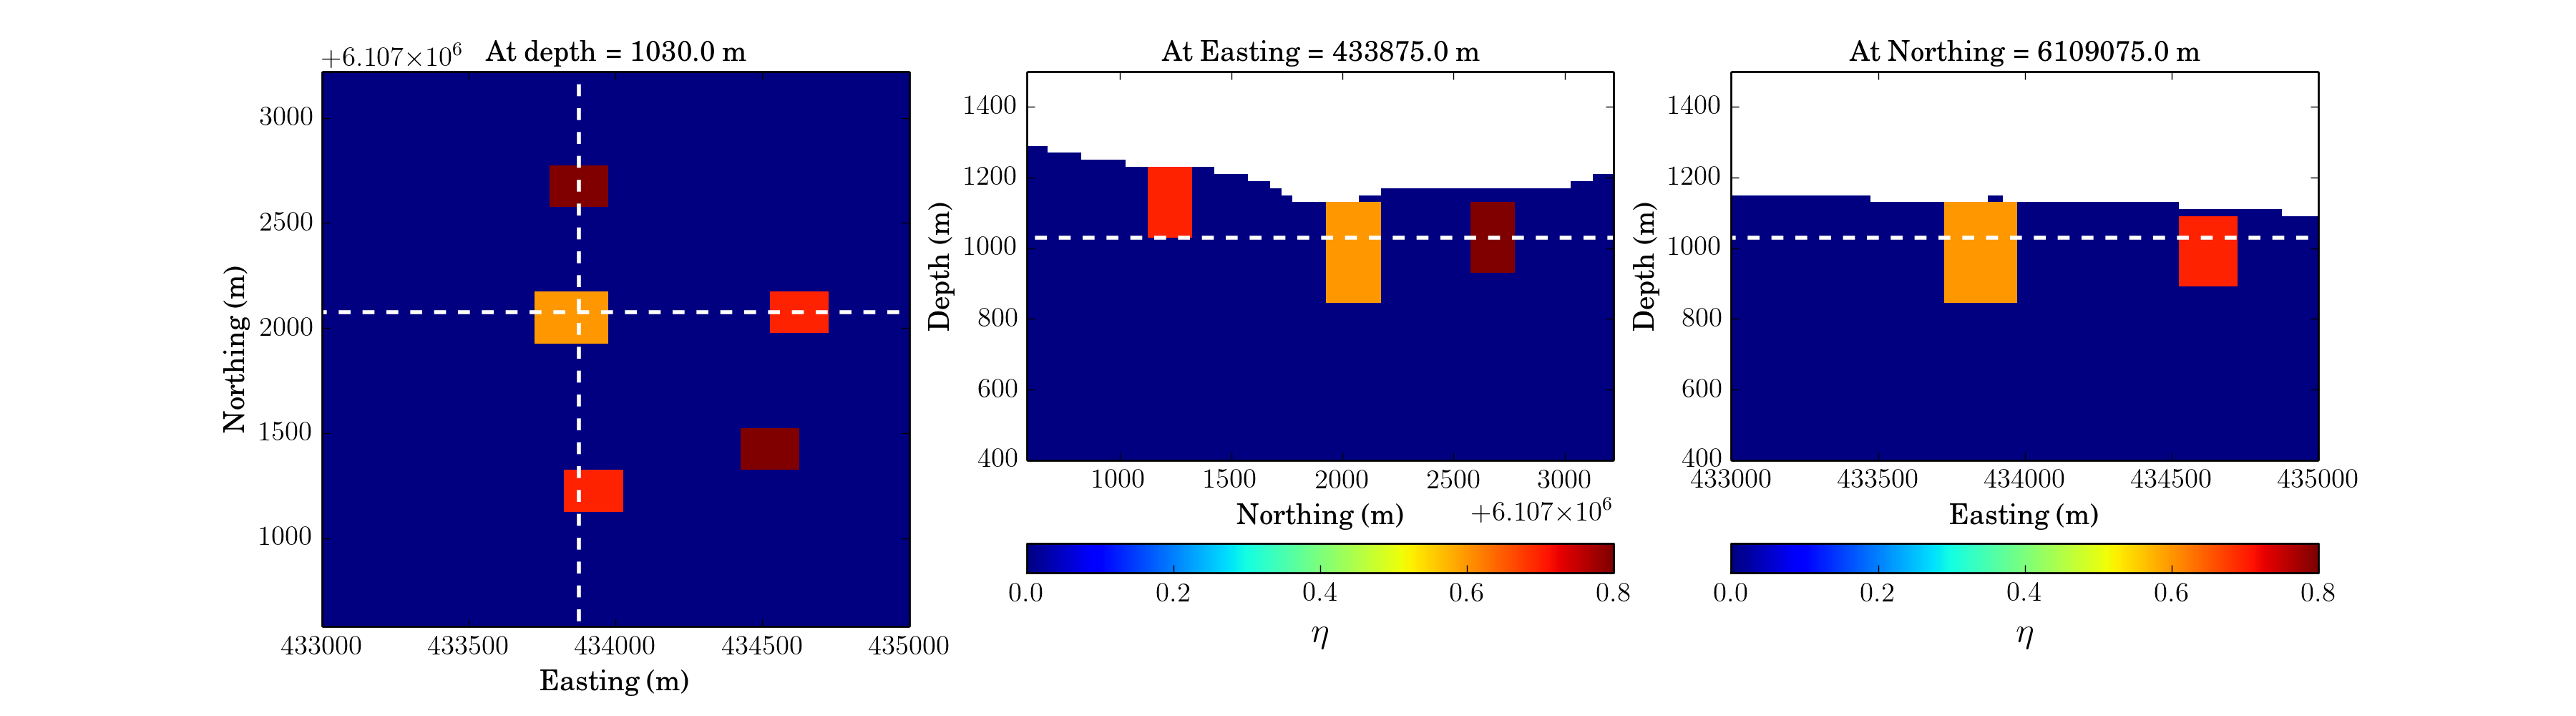 +6.107×10⁶ At depth = 1030.0 m
3000
2500
2000
1500
1000
Northing (m)
433000 433500 434000 434500 435000
Easting (m)
At Easting = 433875.0 m
1400
1200
1000
800
600
400
Depth (m)
1000 1500 2000 2500 3000
Northing (m) +6.107×10⁶
0.0 0.2 0.4 0.6 0.8
η
At Northing = 6109075.0 m
1400
1200
1000
800
600
400
Depth (m)
433000 433500 434000 434500 435000
Easting (m)
0.0 0.2 0.4 0.6 0.8
η